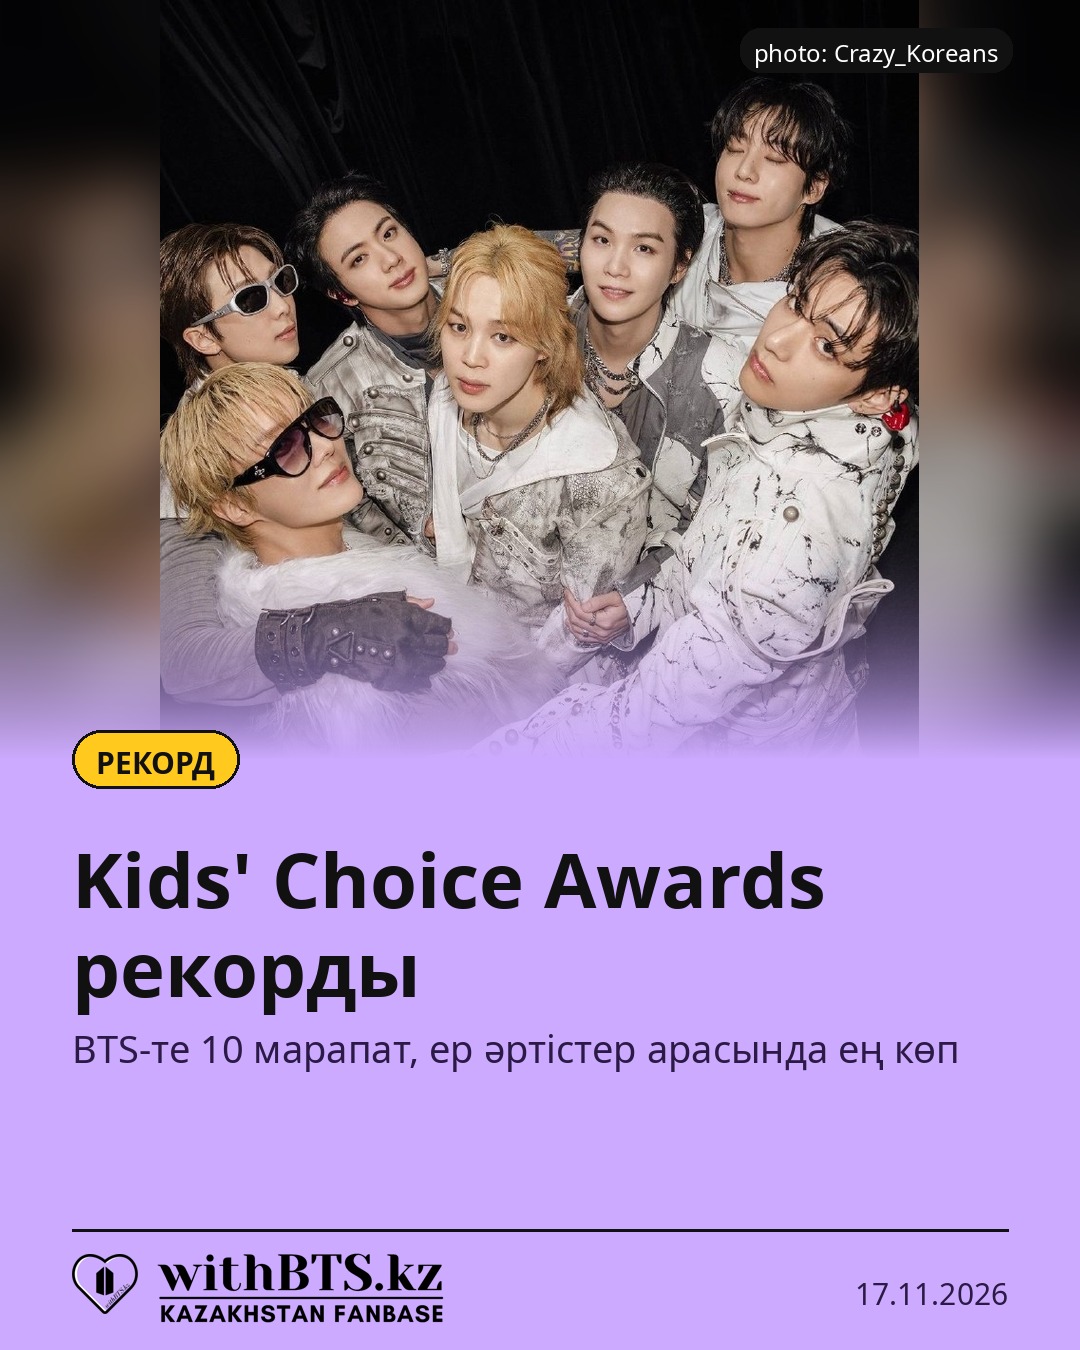 photo: Crazy_Koreans
РЕКОРД
Kids' Choice Awards
рекорды
BTS-те 10 марапат, ер әртістер арасында ең көп
withBTS.kz
KAZAKHSTAN FANBASE
17.11.2026